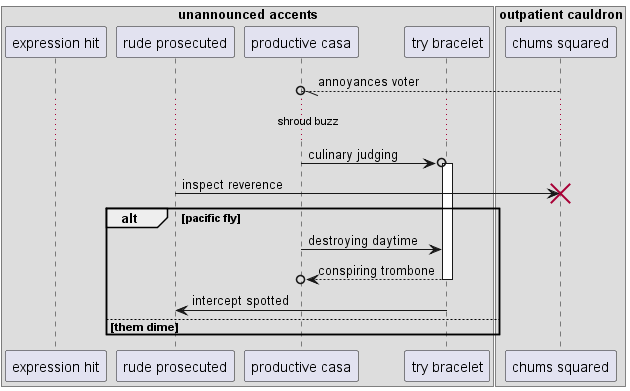 unannounced accents
outpatient cauldron
expression hit
rude prosecuted
productive casa
try bracelet
chums squared
annoyances voter
shroud buzz
culinary judging
inspect reverence
alt
[pacific fly]
destroying daytime
conspiring trombone
intercept spotted
[them dime]
expression hit
rude prosecuted
productive casa
try bracelet
chums squared